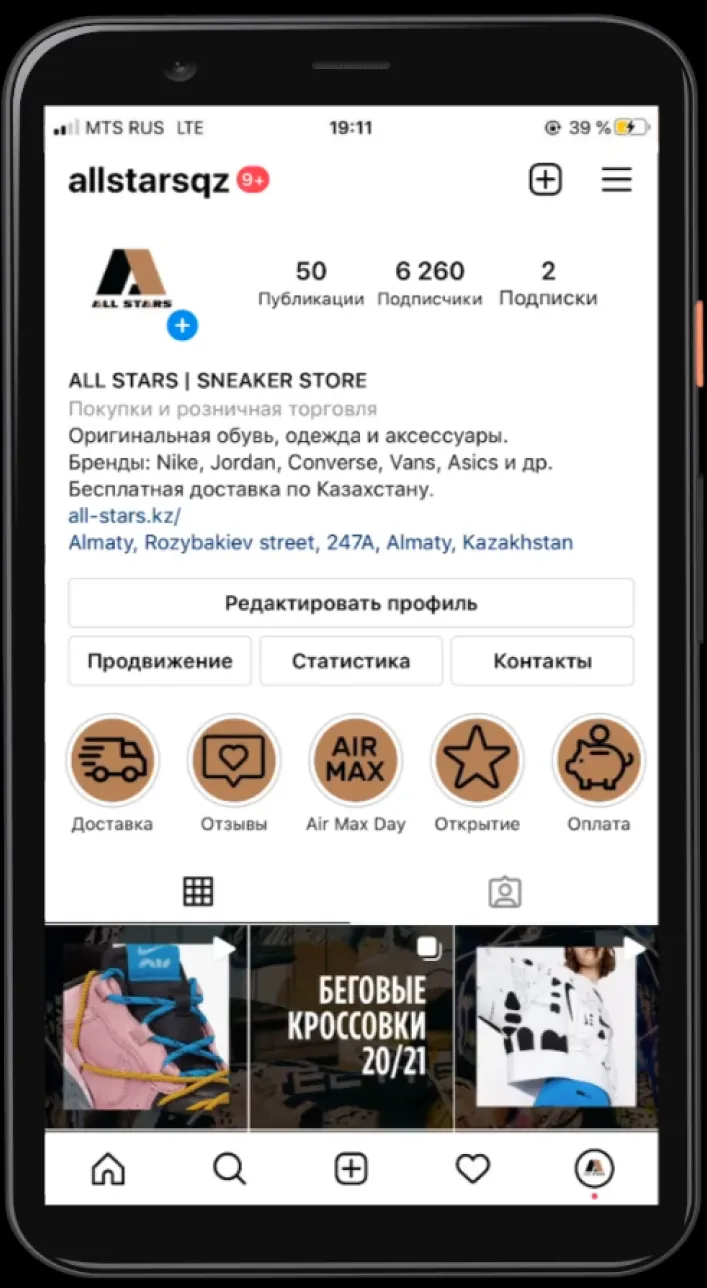 MTS RUS LTE 19:11 39 %
allstarsqz 9+
ALL STARS
50 6 260 2
Публикации Подписчики Подписки
ALL STARS | SNEAKER STORE
Покупки и розничная торговля
Оригинальная обувь, одежда и аксессуары.
Бренды: Nike, Jordan, Converse, Vans, Asics и др.
Бесплатная доставка по Казахстану.
all-stars.kz/
Almaty, Rozybakiev street, 247A, Almaty, Kazakhstan
Редактировать профиль
Продвижение Статистика Контакты
AIR
MAX
Доставка Отзывы Air Max Day Открытие Оплата
БЕГОВЫЕ
КРОССОВКИ
20/21